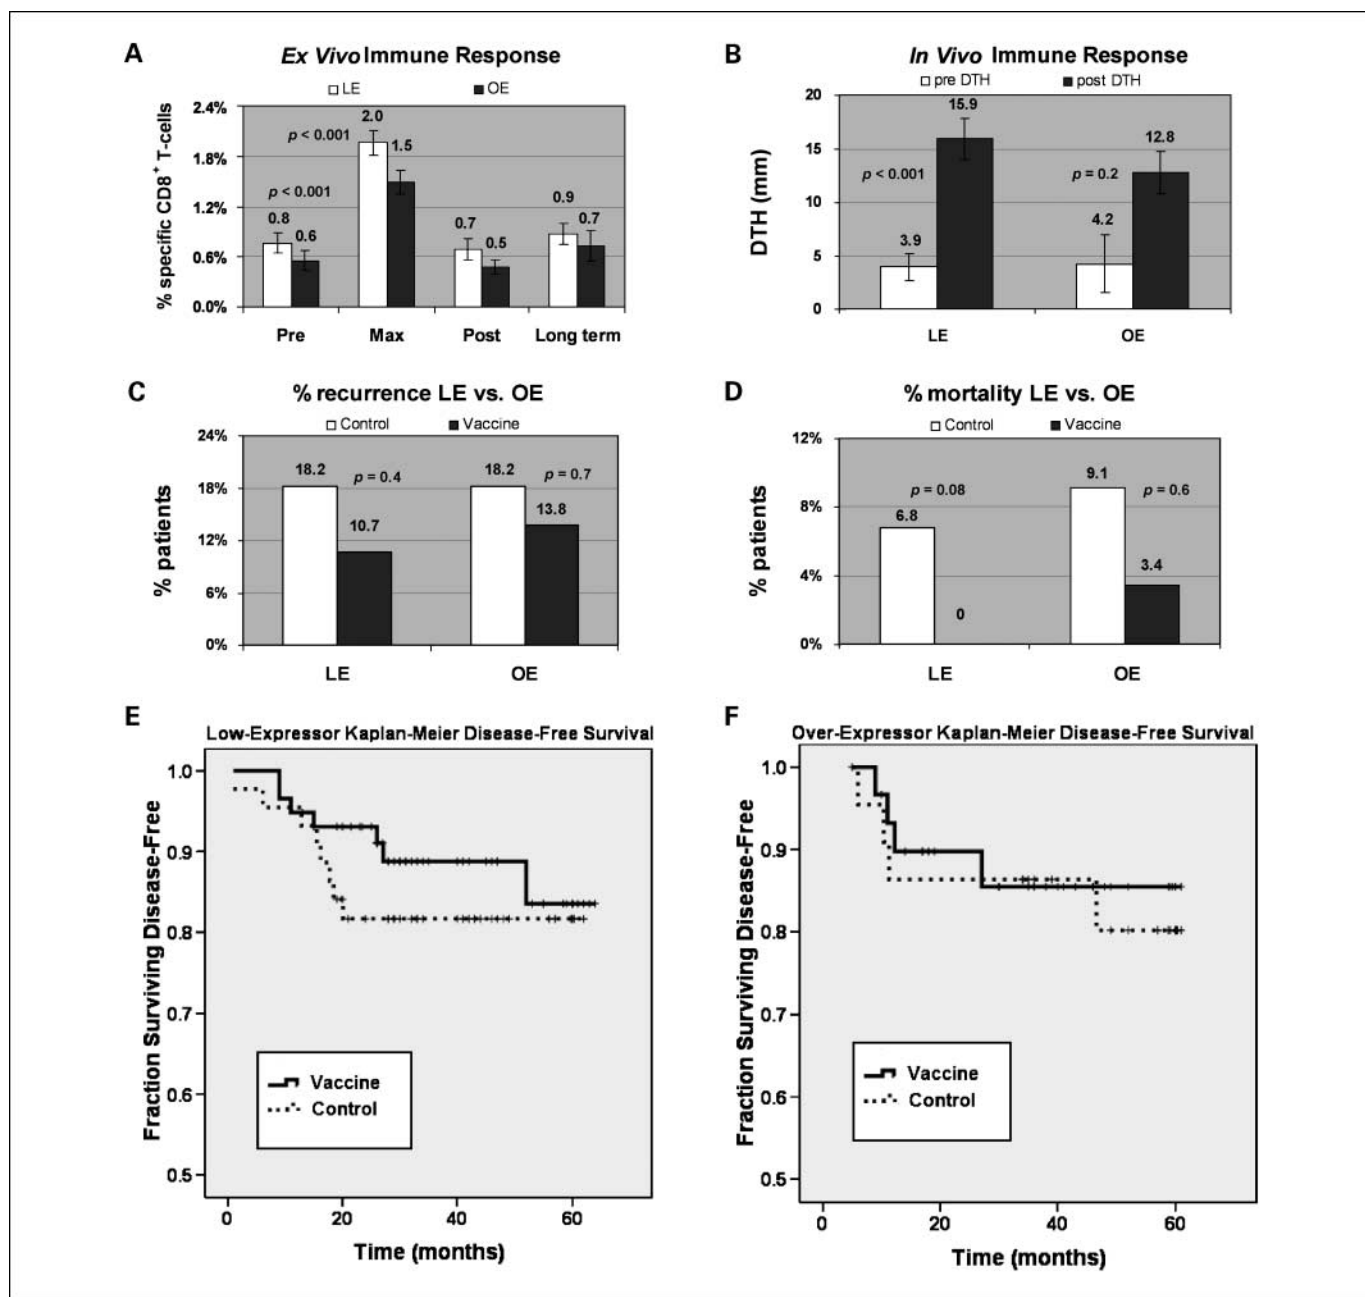 A
Ex Vivo Immune Response
LE OE
% specific CD8+ T-cells
2.4%
1.8%
1.2%
0.6%
0.0%
p < 0.001
p < 0.001
0.8
0.6
2.0
1.5
0.7
0.5
0.9
0.7
Pre Max Post Long term
B
In Vivo Immune Response
pre DTH post DTH
DTH (mm)
20
15
10
5
0
p < 0.001
3.9
15.9
p = 0.2
4.2
12.8
LE OE
C
% recurrence LE vs. OE
Control Vaccine
% patients
24%
18%
12%
6%
0%
18.2
p = 0.4
10.7
18.2
p = 0.7
13.8
LE OE
D
% mortality LE vs. OE
Control Vaccine
% patients
12%
8%
4%
0%
p = 0.08
6.8
0
9.1
p = 0.6
3.4
LE OE
E
Low-Expressor Kaplan-Meier Disease-Free Survival
Fraction Surviving Disease-Free
1.0
0.9
0.8
0.7
0.6
0.5
Vaccine
Control
0 20 40 60
Time (months)
F
Over-Expressor Kaplan-Meier Disease-Free Survival
Fraction Surviving Disease-Free
1.0
0.9
0.8
0.7
0.6
0.5
Vaccine
Control
0 20 40 60
Time (months)